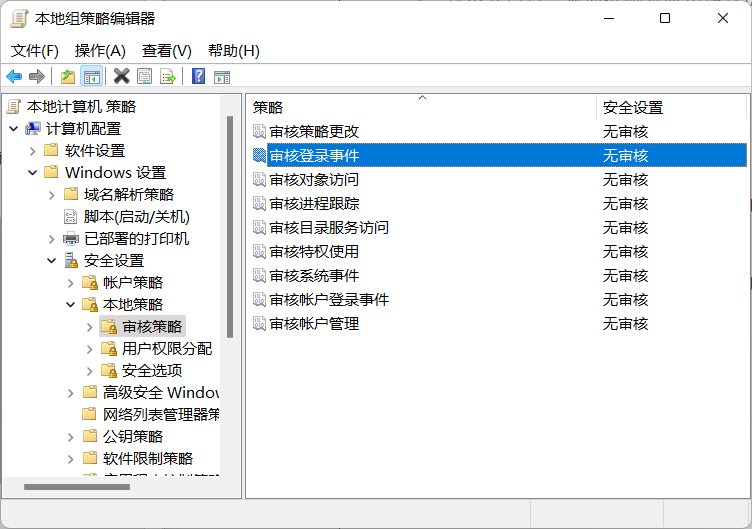 本地组策略编辑器
文件(F) 操作(A) 查看(V) 帮助(H)
本地计算机 策略
计算机配置
软件设置
Windows 设置
域名解析策略
脚本(启动/关机)
已部署的打印机
安全设置
帐户策略
本地策略
审核策略
用户权限分配
安全选项
高级安全 Window
网络列表管理器策
公钥策略
软件限制策略
策略 安全设置
审核策略更改 无审核
审核登录事件 无审核
审核对象访问 无审核
审核进程跟踪 无审核
审核目录服务访问 无审核
审核特权使用 无审核
审核系统事件 无审核
审核帐户登录事件 无审核
审核帐户管理 无审核